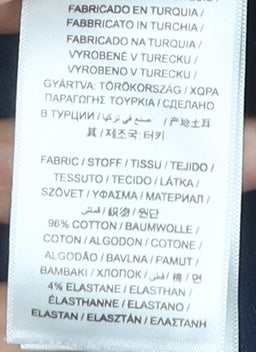 FABRICADO EN TURQUIA /
FABBRICATO IN TURCHIA /
FABRICADO NA TURQUIA /
VYROBENÉ V TURECKU /
VYROBENO V TURECKU /
GYÁRTVA: TÖRÖKORSZÁG / ΧΩΡΑ
ΠΑΡΑΓΩΓΗΣ ΤΟΥΡΚΙΑ / СДЕЛАНО
В ТУРЦИИ / صنع في تركيا / 产地土耳
其 / 제조국: 터키
FABRIC / STOFF / TISSU / TEJIDO /
TESSUTO / TECIDO / LÁTKA /
SZÖVET / ΥΦΑΣΜΑ / МАТЕРИАЛ /
قماش / 织物 / 원단
96% COTTON / BAUMWOLLE /
COTON / ALGODON / COTONE /
ALGODÃO / BAVLNA / PAMUT /
ΒΑΜΒΑΚΙ / ХЛОПОК / قطن / 棉 / 면
4% ELASTANE / ELASTHAN /
ÉLASTHANNE / ELASTANO /
ELASTAN / ELASZTÁN / ΕΛΑΣΤΑΝΗ